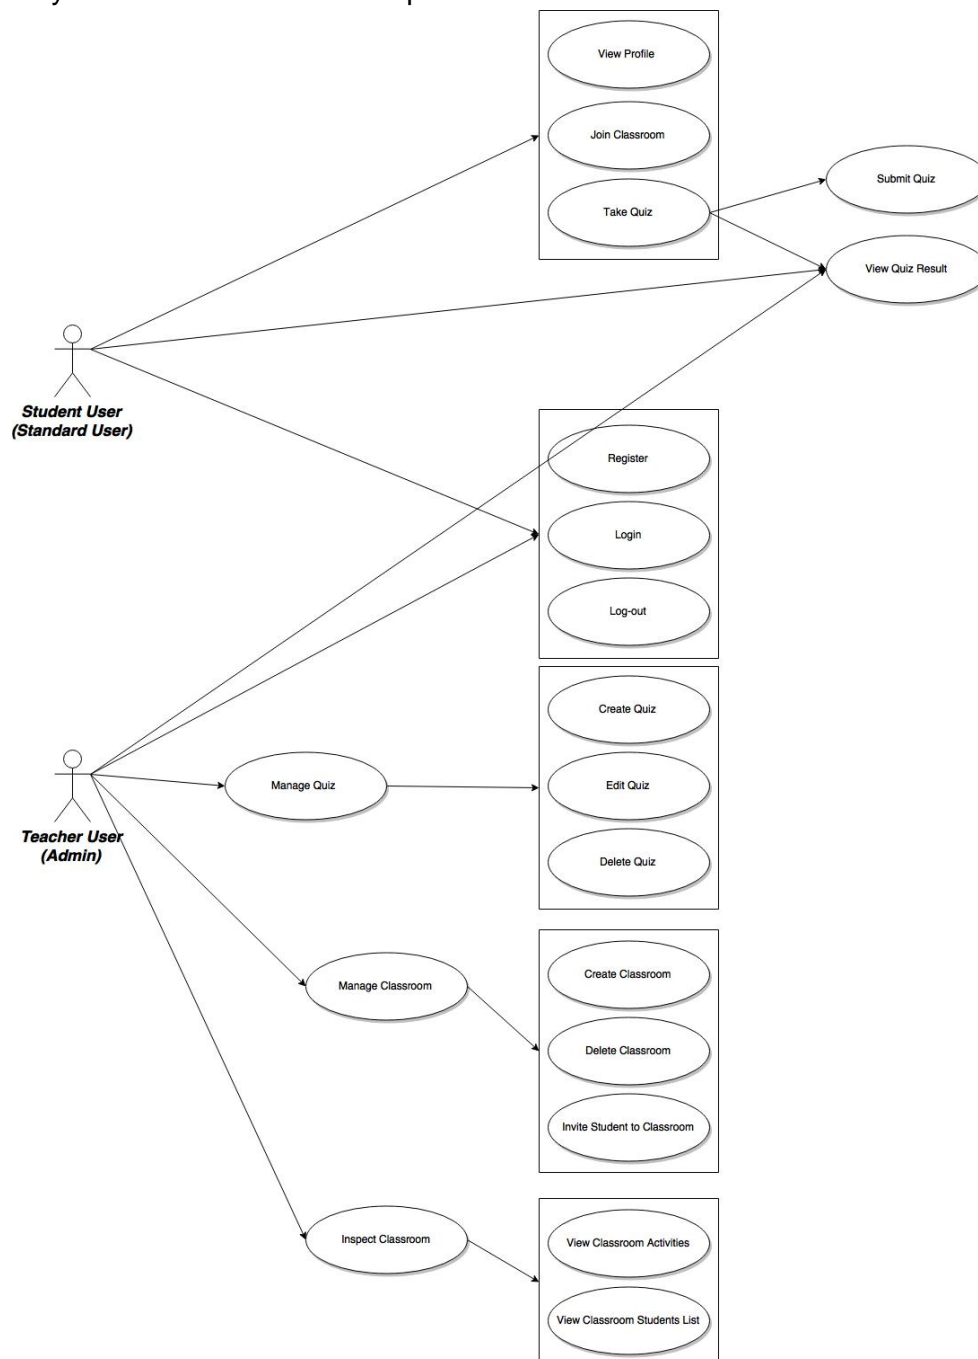 View Profile
Join Classroom
Take Quiz
Submit Quiz
View Quiz Result
Student User
(Standard User)
Register
Login
Log-out
Create Quiz
Manage Quiz
Edit Quiz
Delete Quiz
Teacher User
(Admin)
Create Classroom
Manage Classroom
Delete Classroom
Invite Student to Classroom
Inspect Classroom
View Classroom Activities
View Classroom Students List